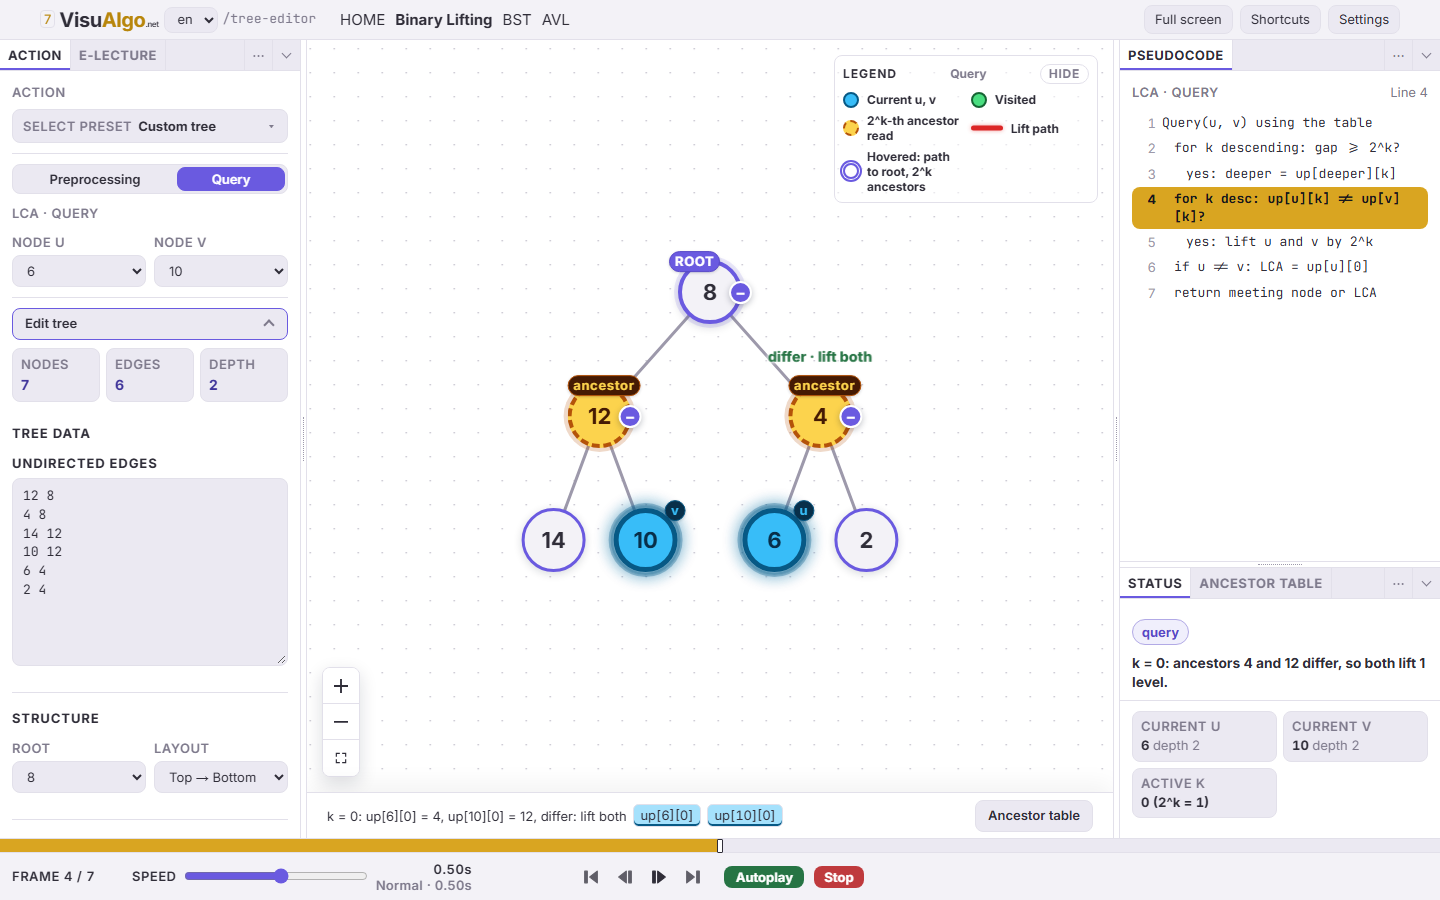 7 VisuAlgo.net en /tree-editor HOME Binary Lifting BST AVL Full screen Shortcuts Settings
ACTION E-LECTURE ...
ACTION
SELECT PRESET Custom tree
Preprocessing Query
LCA · QUERY
NODE U NODE V
6 10
Edit tree
NODES EDGES DEPTH
7 6 2
TREE DATA
UNDIRECTED EDGES
12 8
4 8
14 12
10 12
6 4
2 4
STRUCTURE
ROOT LAYOUT
8 Top → Bottom
LEGEND Query HIDE
Current u, v Visited
2^k-th ancestor
read
Lift path
Hovered: path
to root, 2^k
ancestors
ROOT
8 −
differ · lift both
ancestor ancestor
12 − 4 −
v u
14 10 6 2
+
−
k = 0: up[6][0] = 4, up[10][0] = 12, differ: lift both up[6][0] up[10][0] Ancestor table
PSEUDOCODE ...
LCA · QUERY Line 4
1 Query(u, v) using the table
2 for k descending: gap ⩾ 2^k?
3 yes: deeper = up[deeper][k]
4 for k desc: up[u][k] ≠ up[v]
[k]?
5 yes: lift u and v by 2^k
6 if u ≠ v: LCA = up[u][0]
7 return meeting node or LCA
STATUS ANCESTOR TABLE ...
query
k = 0: ancestors 4 and 12 differ, so both lift 1
level.
CURRENT U CURRENT V
6 depth 2 10 depth 2
ACTIVE K
0 (2^k = 1)
FRAME 4 / 7 SPEED 0.50s
Normal · 0.50s
Autoplay Stop